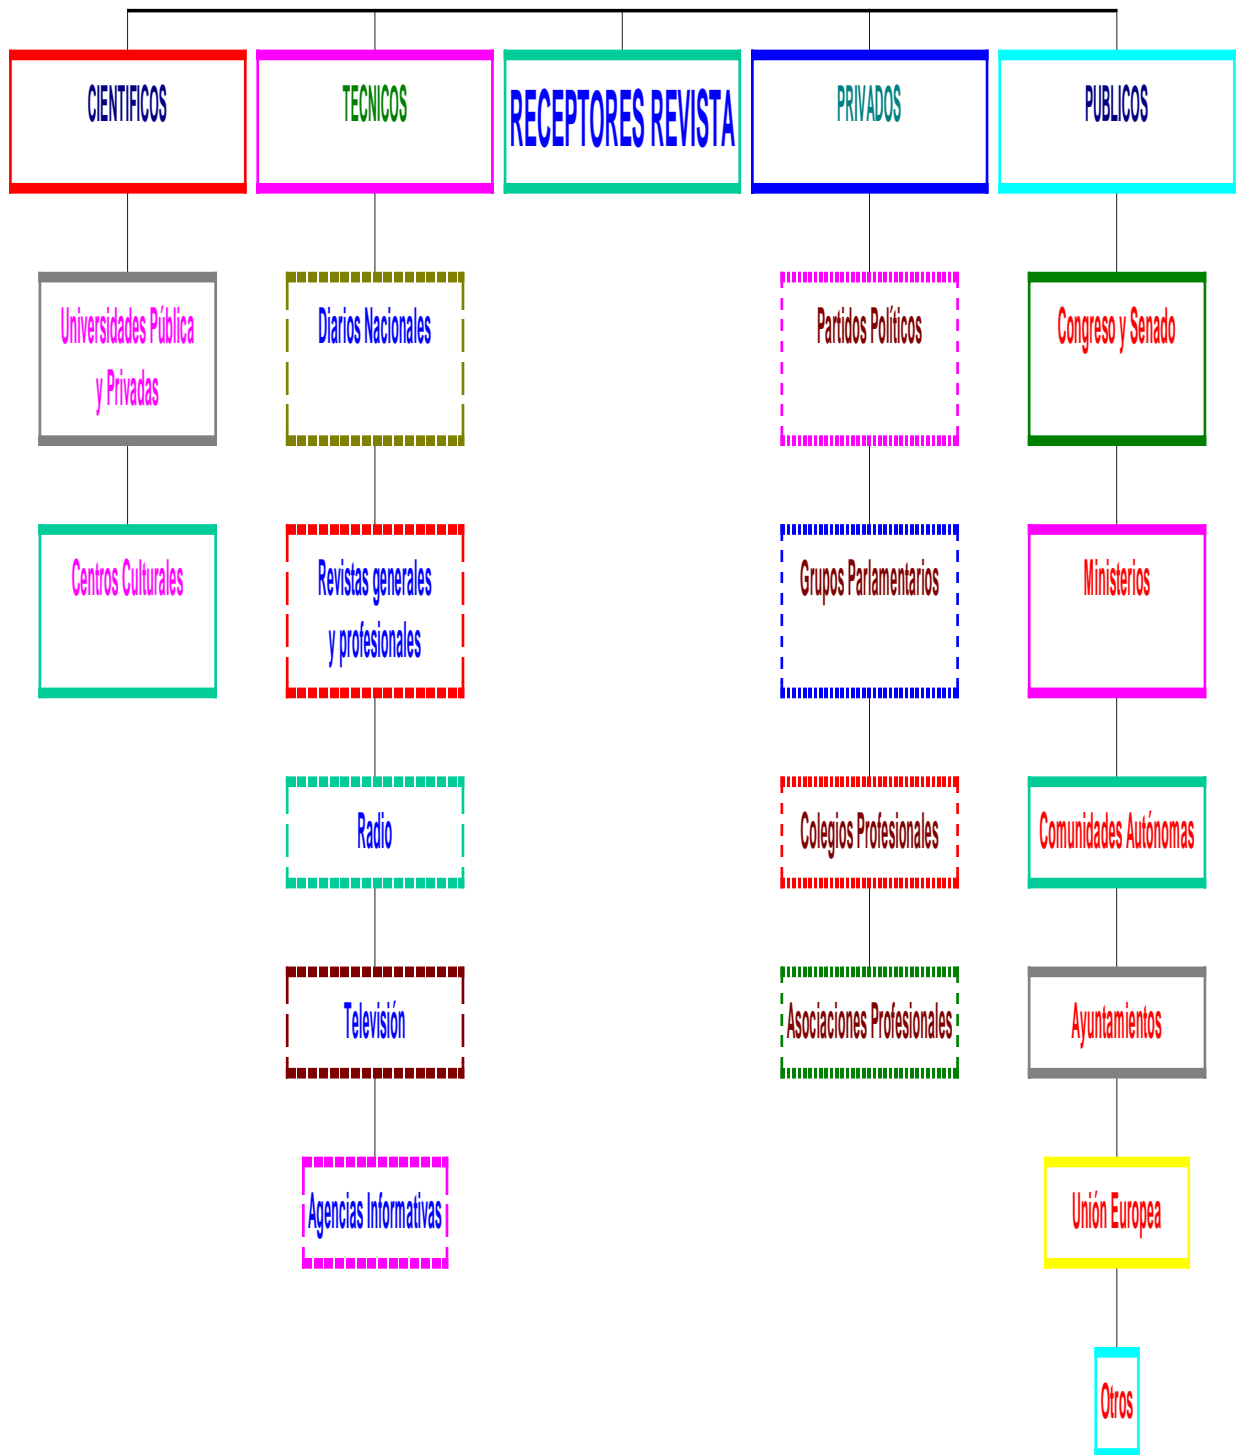 CIENTIFICOS
TECNICOS
RECEPTORES REVISTA
PRIVADOS
PUBLICOS
Universidades Pública
y Privadas
Diarios Nacionales
Partidos Políticos
Congreso y Senado
Centros Culturales
Revistas generales
y profesionales
Grupos Parlamentarios
Ministerios
Radio
Colegios Profesionales
Comunidades Autónomas
Televisión
Asociaciones Profesionales
Ayuntamientos
Agencias Informativas
Unión Europea
Otros